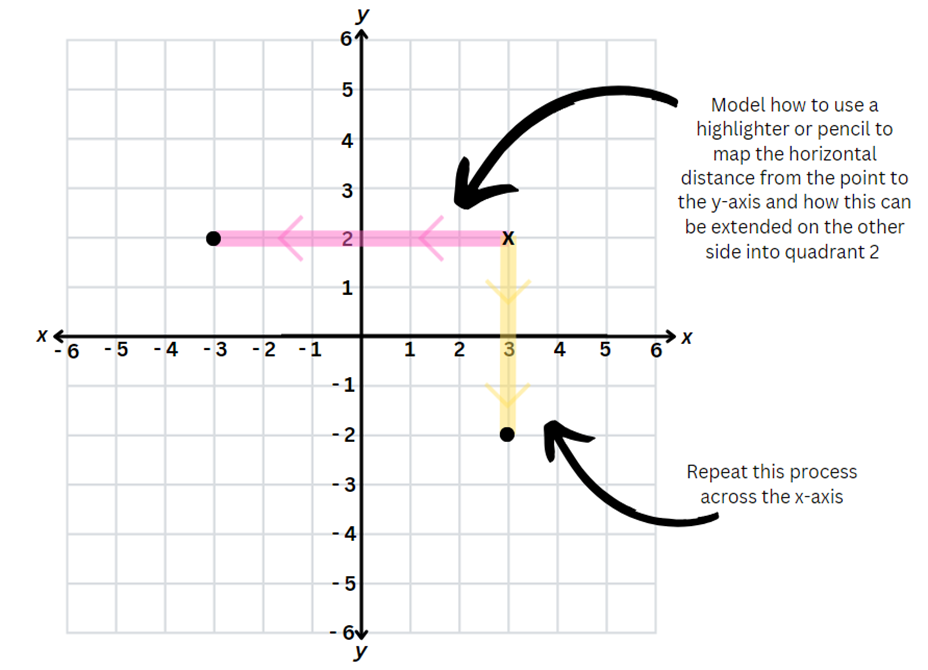 y
6
5
Model how to use a
highlighter or pencil to
4
map the horizontal
distance from the point to
3
the y-axis and how this can
be extended on the other
2 X
side into quadrant 2
1
x x
-6 -5 -4 -3 -2 -1 1 2 3 4 5 6
-1
-2
Repeat this process
-3
across the x-axis
-4
-5
-6
y